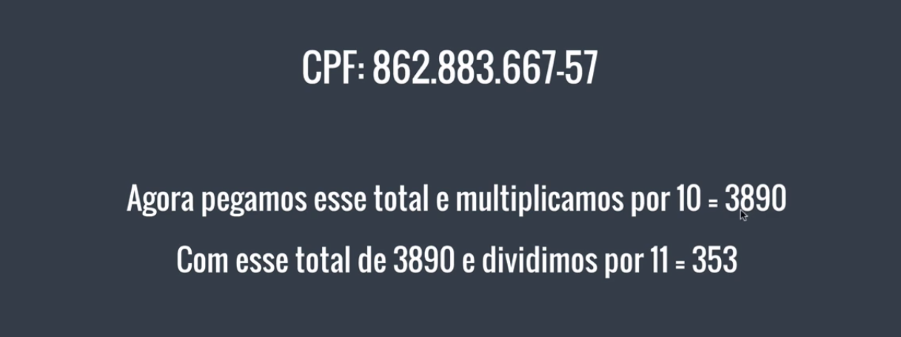 CPF: 862.883.667-57
Agora pegamos esse total e multiplicamos por 10 = 3890
Com esse total de 3890 e dividimos por 11 = 353